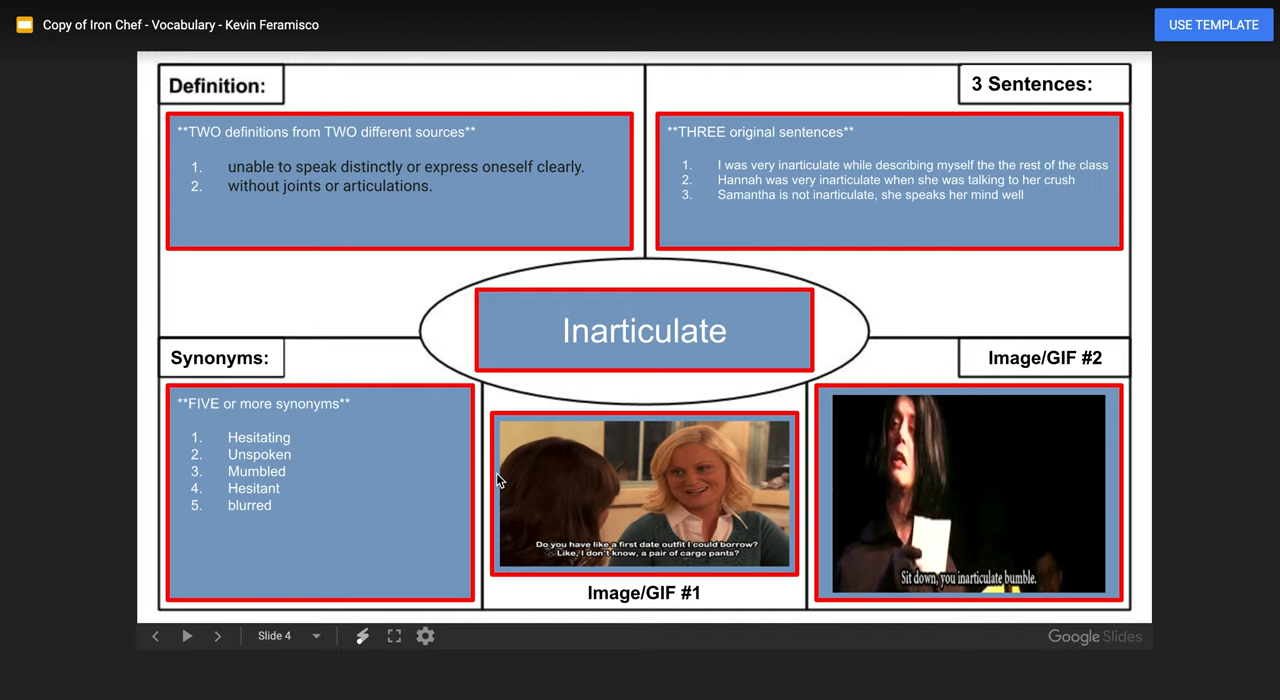 Copy of Iron Chef - Vocabulary - Kevin Feramisco
USE TEMPLATE
Definition:
**TWO definitions from TWO different sources**
1. unable to speak distinctly or express oneself clearly.
2. without joints or articulations.
3 Sentences:
**THREE original sentences**
1. I was very inarticulate while describing myself the the rest of the class
2. Hannah was very inarticulate when she was talking to her crush
3. Samantha is not inarticulate, she speaks her mind well
Inarticulate
Synonyms:
**FIVE or more synonyms**
1. Hesitating
2. Unspoken
3. Mumbled
4. Hesitant
5. blurred
Do you have like a first date outfit I could borrow?
Like, I don't know, a pair of cargo pants?
Image/GIF #1
Image/GIF #2
Sit down, you inarticulate bumble.
Slide 4
Google Slides